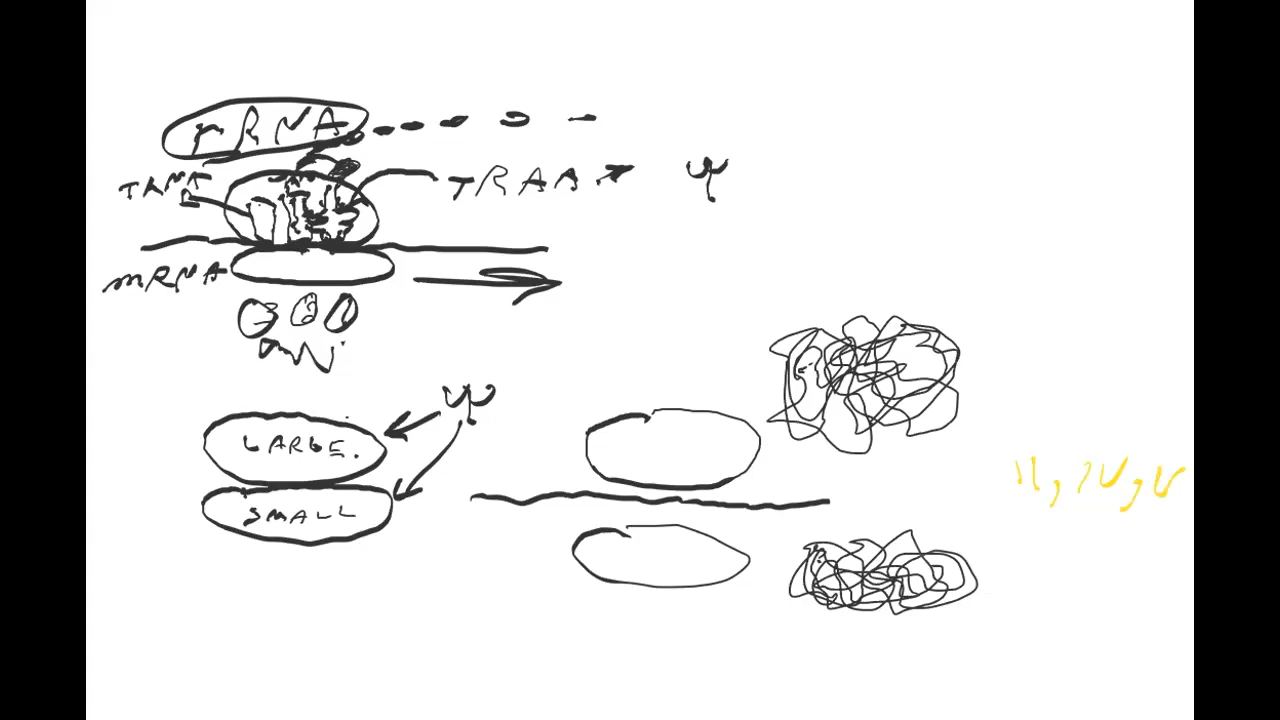 rRNA
TRNA
TRAA
Ψ
mRNA
Ψ
LARGE.
SMALL